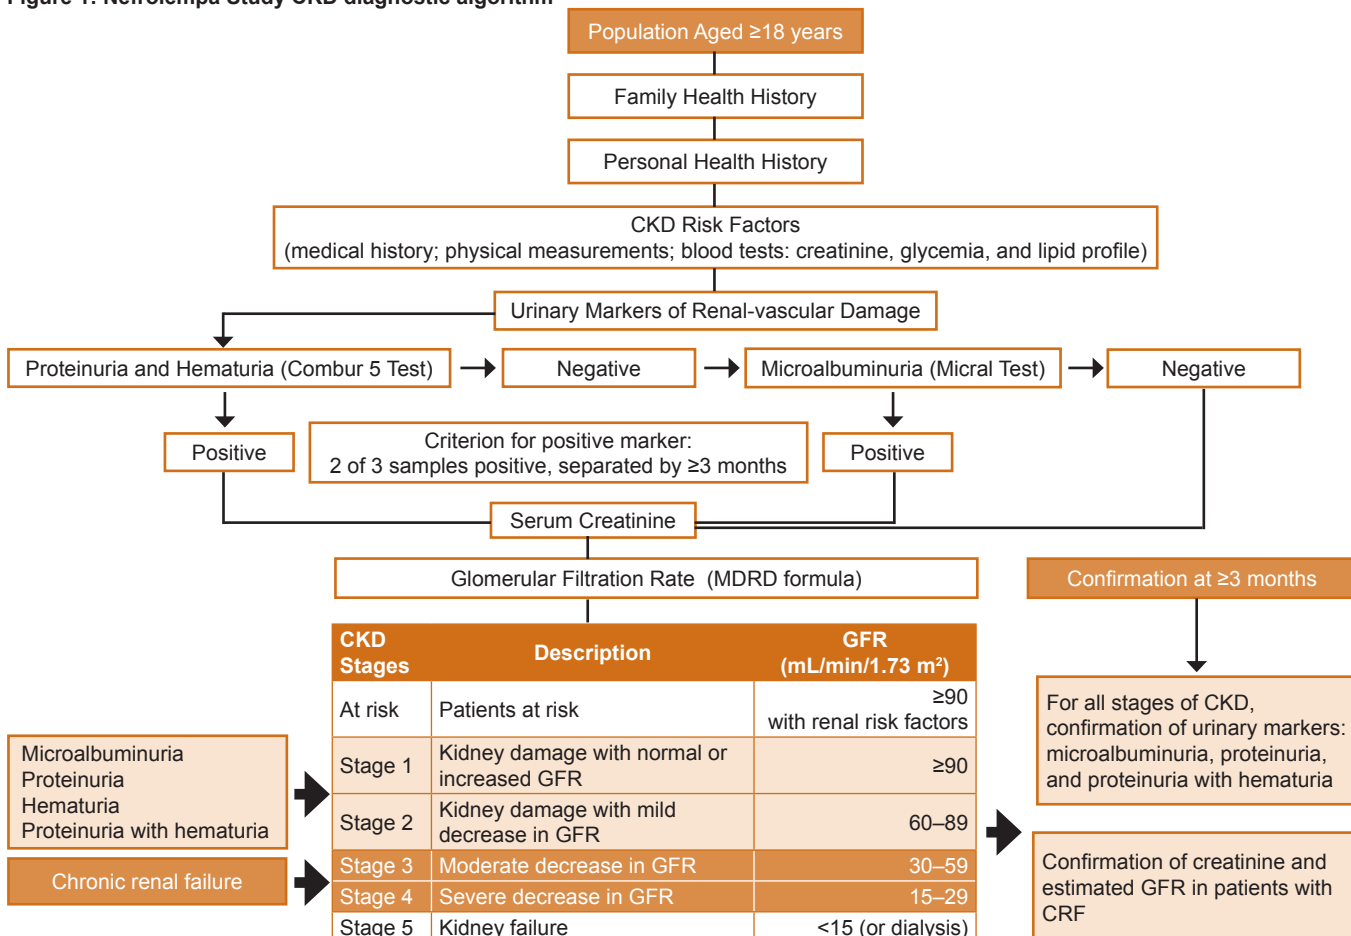 Figure 1: Nefrolempa Study CKD diagnostic algorithm
Population Aged ≥18 years
Family Health History
Personal Health History
CKD Risk Factors
(medical history; physical measurements; blood tests: creatinine, glycemia, and lipid profile)
Urinary Markers of Renal-vascular Damage
Proteinuria and Hematuria (Combur 5 Test)
Negative
Microalbuminuria (Micral Test)
Negative
Positive
Criterion for positive marker:
2 of 3 samples positive, separated by ≥3 months
Positive
Serum Creatinine
Glomerular Filtration Rate (MDRD formula)
Confirmation at ≥3 months
CKD
Stages
Description
GFR
(mL/min/1.73 m²)
At risk
Patients at risk
≥90
with renal risk factors
Stage 1
Kidney damage with normal or
increased GFR
≥90
Stage 2
Kidney damage with mild
decrease in GFR
60–89
Stage 3
Moderate decrease in GFR
30–59
Stage 4
Severe decrease in GFR
15–29
Stage 5
Kidney failure
<15 (or dialysis)
Microalbuminuria
Proteinuria
Hematuria
Proteinuria with hematuria
Chronic renal failure
For all stages of CKD,
confirmation of urinary markers:
microalbuminuria, proteinuria,
and proteinuria with hematuria
Confirmation of creatinine and
estimated GFR in patients with
CRF